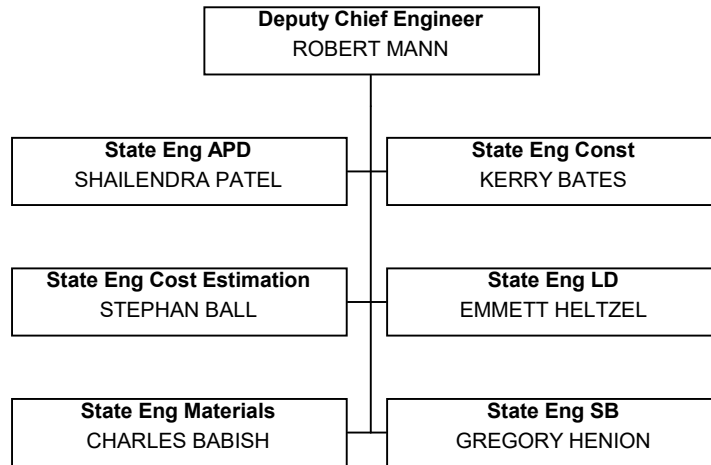 Deputy Chief Engineer
ROBERT MANN
State Eng APD
SHAILENDRA PATEL
State Eng Const
KERRY BATES
State Eng Cost Estimation
STEPHAN BALL
State Eng LD
EMMETT HELTZEL
State Eng Materials
CHARLES BABISH
State Eng SB
GREGORY HENION